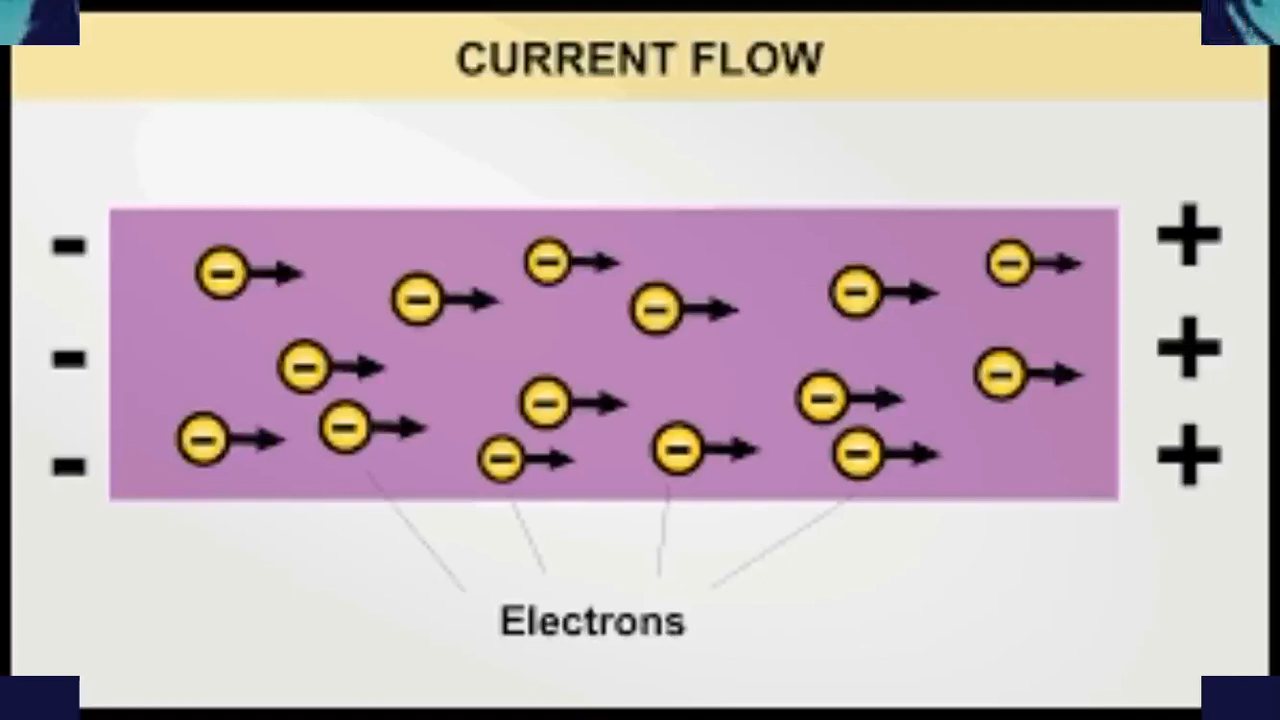 CURRENT FLOW
- +
- +
- +
Electrons